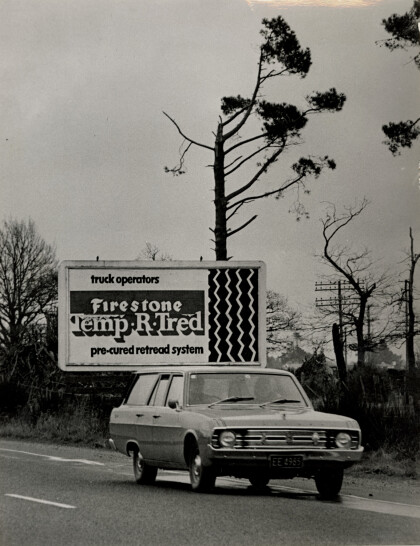 truck operators
Firestone
Temp-R-Tred
pre-cured retread system